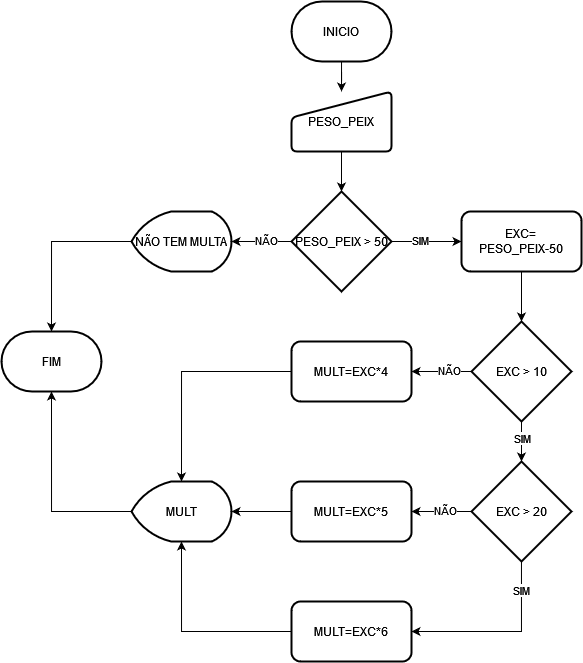 INICIO
PESO_PEIX
NÃO TEM MULTA
NÃO
PESO_PEIX > 50
SIM
EXC=
PESO_PEIX-50
FIM
MULT=EXC*4
NÃO
EXC > 10
SIM
MULT
MULT=EXC*5
NÃO
EXC > 20
SIM
MULT=EXC*6